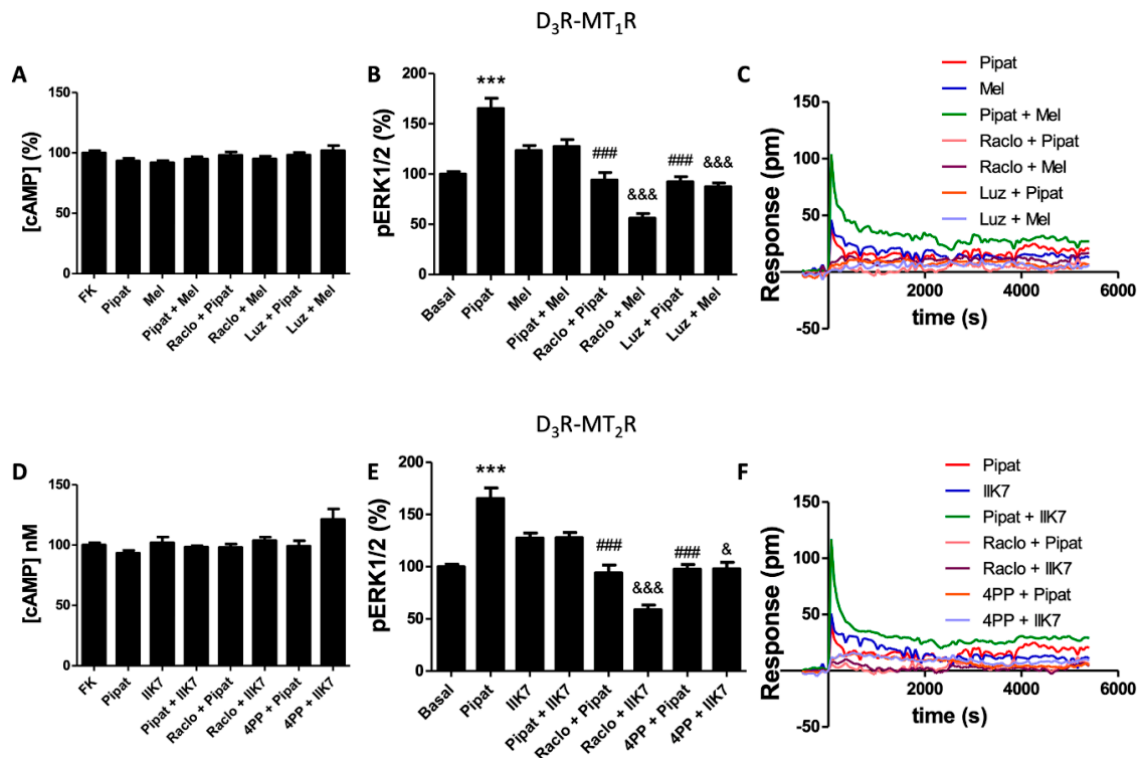 D₃R-MT₁R
A
[cAMP] (%)
150
100
50
0
FK
Pipat
Mel
Pipat + Mel
Raclo + Pipat
Raclo + Mel
Luz + Pipat
Luz + Mel
B
pERK1/2 (%)
200
150
100
50
0
***
###
&&&
###
&&&
Basal
Pipat
Mel
Pipat + Mel
Raclo + Pipat
Raclo + Mel
Luz + Pipat
Luz + Mel
C
Response (pm)
150
100
50
0
-50
2000
4000
6000
time (s)
Pipat
Mel
Pipat + Mel
Raclo + Pipat
Raclo + Mel
Luz + Pipat
Luz + Mel
D₃R-MT₂R
D
[cAMP] nM
150
100
50
0
FK
Pipat
IIK7
Pipat + IIK7
Raclo + Pipat
Raclo + IIK7
4PP + Pipat
4PP + IIK7
E
pERK1/2 (%)
200
150
100
50
0
***
###
&&&
###
&
Basal
Pipat
IIK7
Pipat + IIK7
Raclo + Pipat
Raclo + IIK7
4PP + Pipat
4PP + IIK7
F
Response (pm)
150
100
50
0
-50
2000
4000
6000
time (s)
Pipat
IIK7
Pipat + IIK7
Raclo + Pipat
Raclo + IIK7
4PP + Pipat
4PP + IIK7